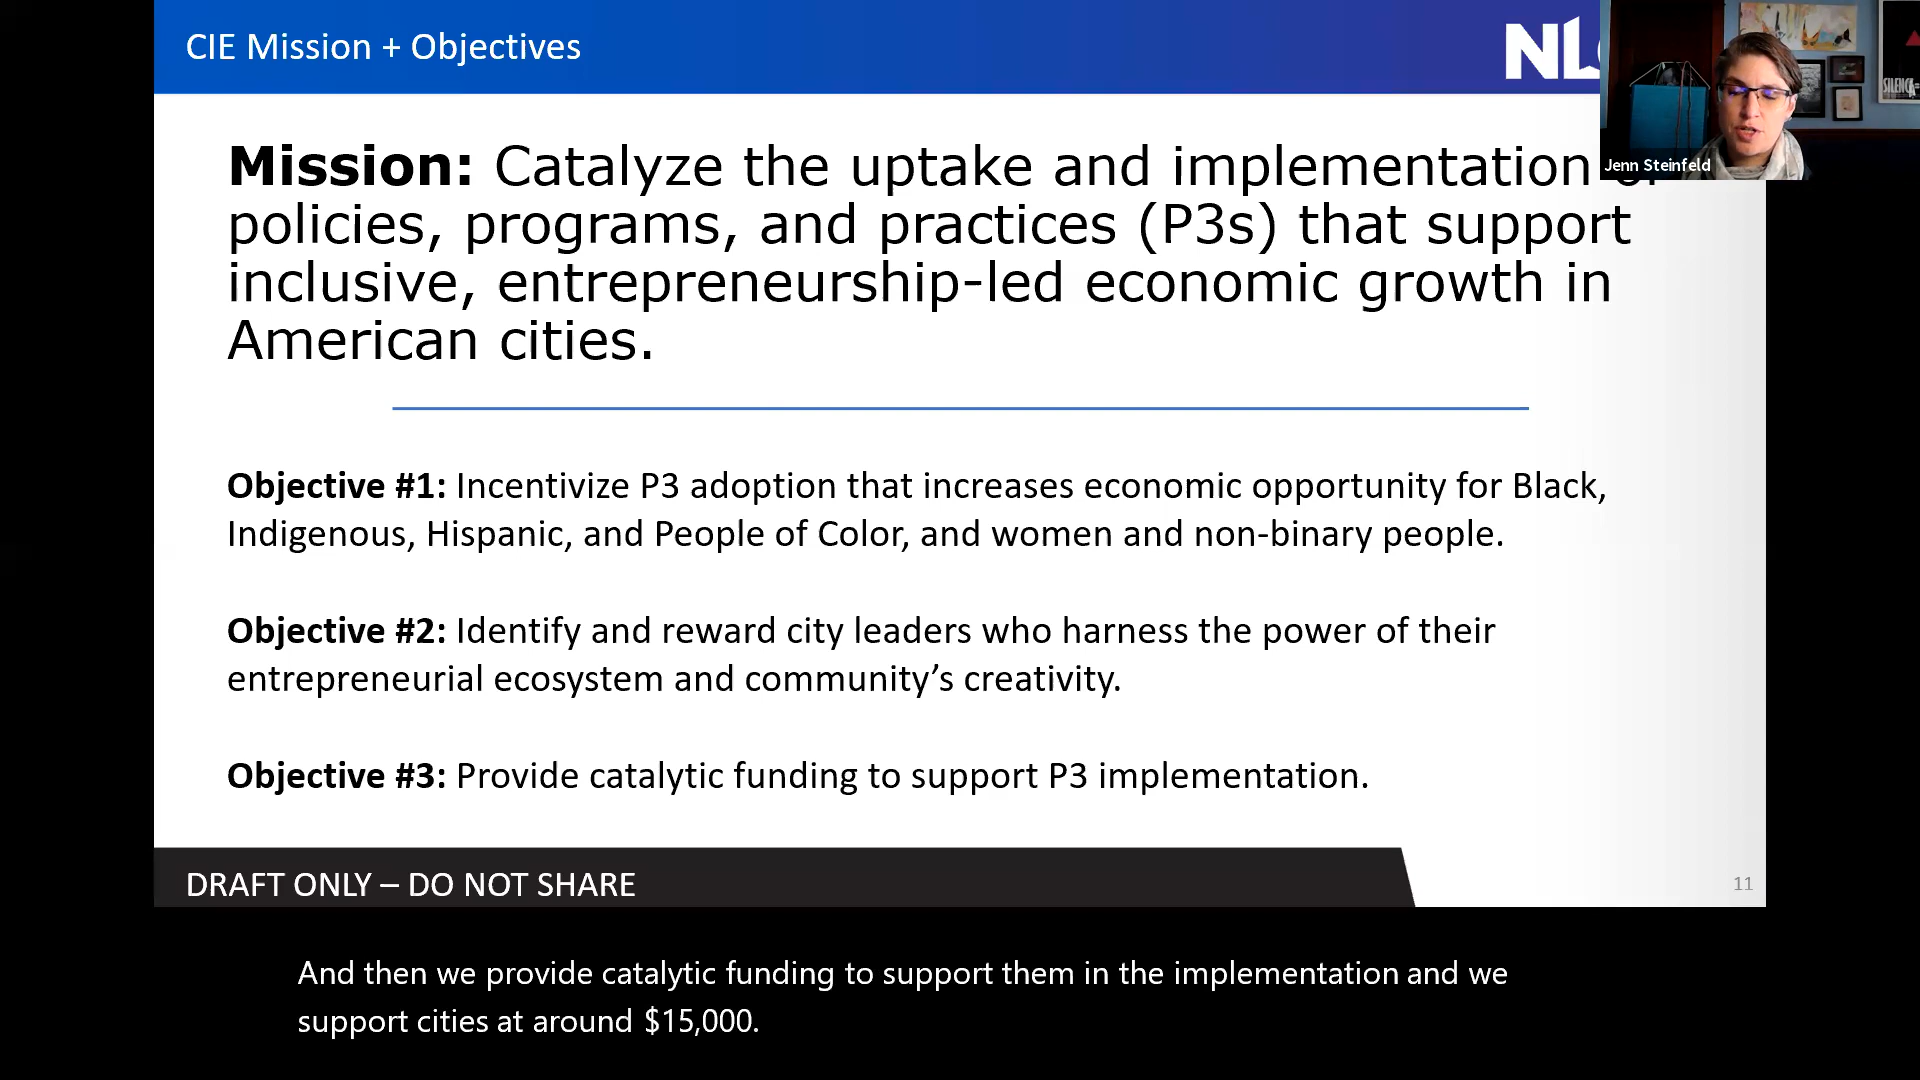 CIE Mission + Objectives
NL
SILENC
Jenn Steinfeld
Mission: Catalyze the uptake and implementation
policies, programs, and practices (P3s) that support
inclusive, entrepreneurship-led economic growth in
American cities.
Objective #1: Incentivize P3 adoption that increases economic opportunity for Black,
Indigenous, Hispanic, and People of Color, and women and non-binary people.
Objective #2: Identify and reward city leaders who harness the power of their
entrepreneurial ecosystem and community’s creativity.
Objective #3: Provide catalytic funding to support P3 implementation.
DRAFT ONLY – DO NOT SHARE
11
And then we provide catalytic funding to support them in the implementation and we
support cities at around $15,000.